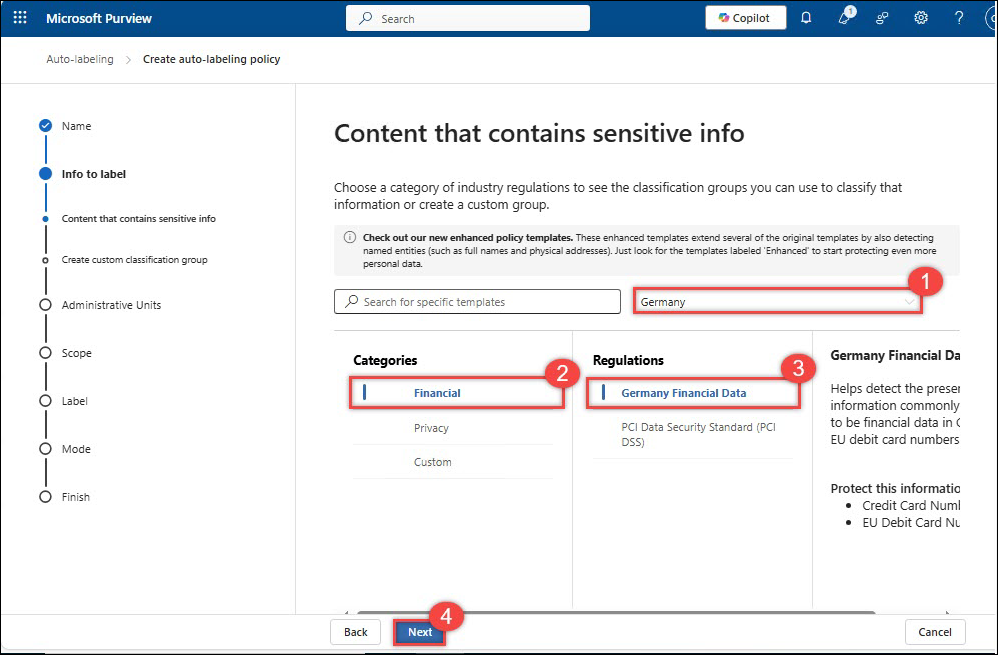 Microsoft Purview
Search
Copilot
1
?
Auto-labeling > Create auto-labeling policy
Name
Info to label
Content that contains sensitive info
Create custom classification group
Administrative Units
Scope
Label
Mode
Finish
Content that contains sensitive info
Choose a category of industry regulations to see the classification groups you can use to classify that
information or create a custom group.
Check out our new enhanced policy templates. These enhanced templates extend several of the original templates by also detecting
named entities (such as full names and physical addresses). Just look for the templates labeled 'Enhanced' to start protecting even more
personal data.
Search for specific templates
Germany
1
Categories
2
Financial
Privacy
Custom
Regulations
3
Germany Financial Data
PCI Data Security Standard (PCI
DSS)
Germany Financial Da
Helps detect the presen
information commonly
to be financial data in
EU debit card numbers
Protect this informatio
• Credit Card Num
• EU Debit Card Nu
Back
4
Next
Cancel